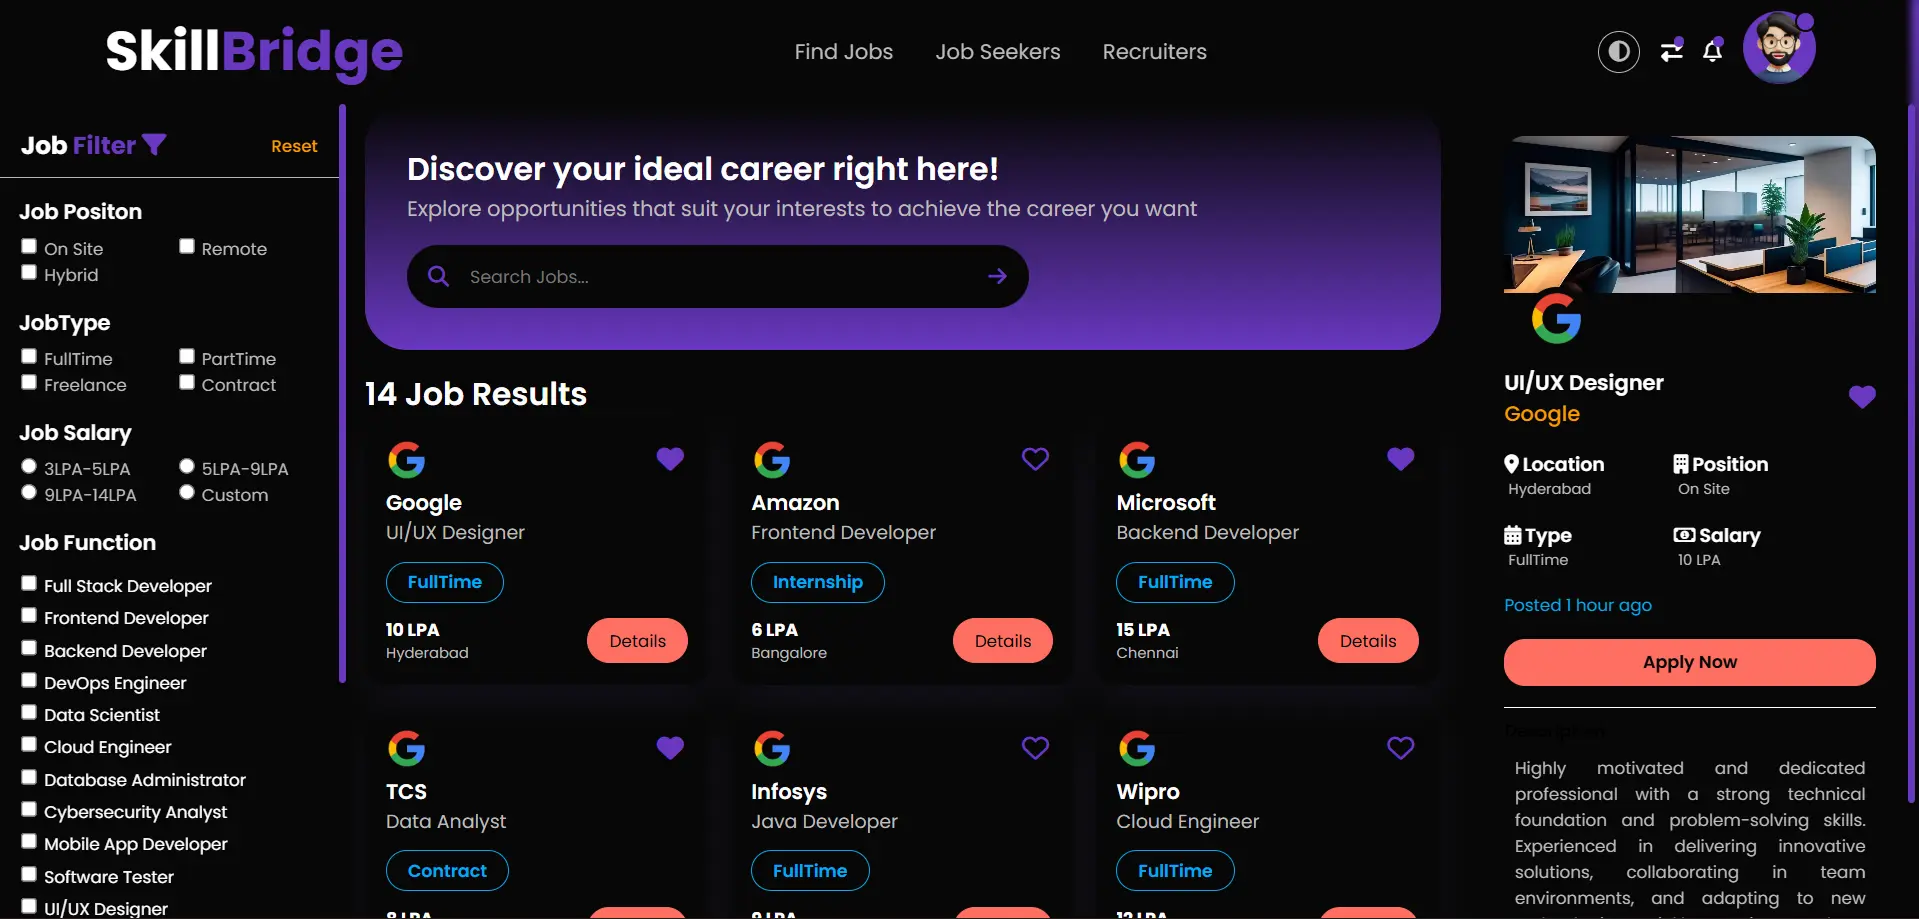 SkillBridge
Find Jobs
Job Seekers
Recruiters
Job Filter
Reset
Job Positon
On Site
Remote
Hybrid
JobType
FullTime
PartTime
Freelance
Contract
Job Salary
3LPA-5LPA
5LPA-9LPA
9LPA-14LPA
Custom
Job Function
Full Stack Developer
Frontend Developer
Backend Developer
DevOps Engineer
Data Scientist
Cloud Engineer
Database Administrator
Cybersecurity Analyst
Mobile App Developer
Software Tester
UI/UX Designer
Discover your ideal career right here!
Explore opportunities that suit your interests to achieve the career you want
Search Jobs...
14 Job Results
Google
UI/UX Designer
FullTime
10 LPA
Hyderabad
Details
Amazon
Frontend Developer
Internship
6 LPA
Bangalore
Details
Microsoft
Backend Developer
FullTime
15 LPA
Chennai
Details
TCS
Data Analyst
Contract
8 LPA
Infosys
Java Developer
FullTime
9 LPA
Wipro
Cloud Engineer
FullTime
12 LPA
UI/UX Designer
Google
Location
Hyderabad
Position
On Site
Type
FullTime
Salary
10 LPA
Posted 1 hour ago
Apply Now
Description
Highly motivated and dedicated
professional with a strong technical
foundation and problem-solving skills.
Experienced in delivering innovative
solutions, collaborating in team
environments, and adapting to new